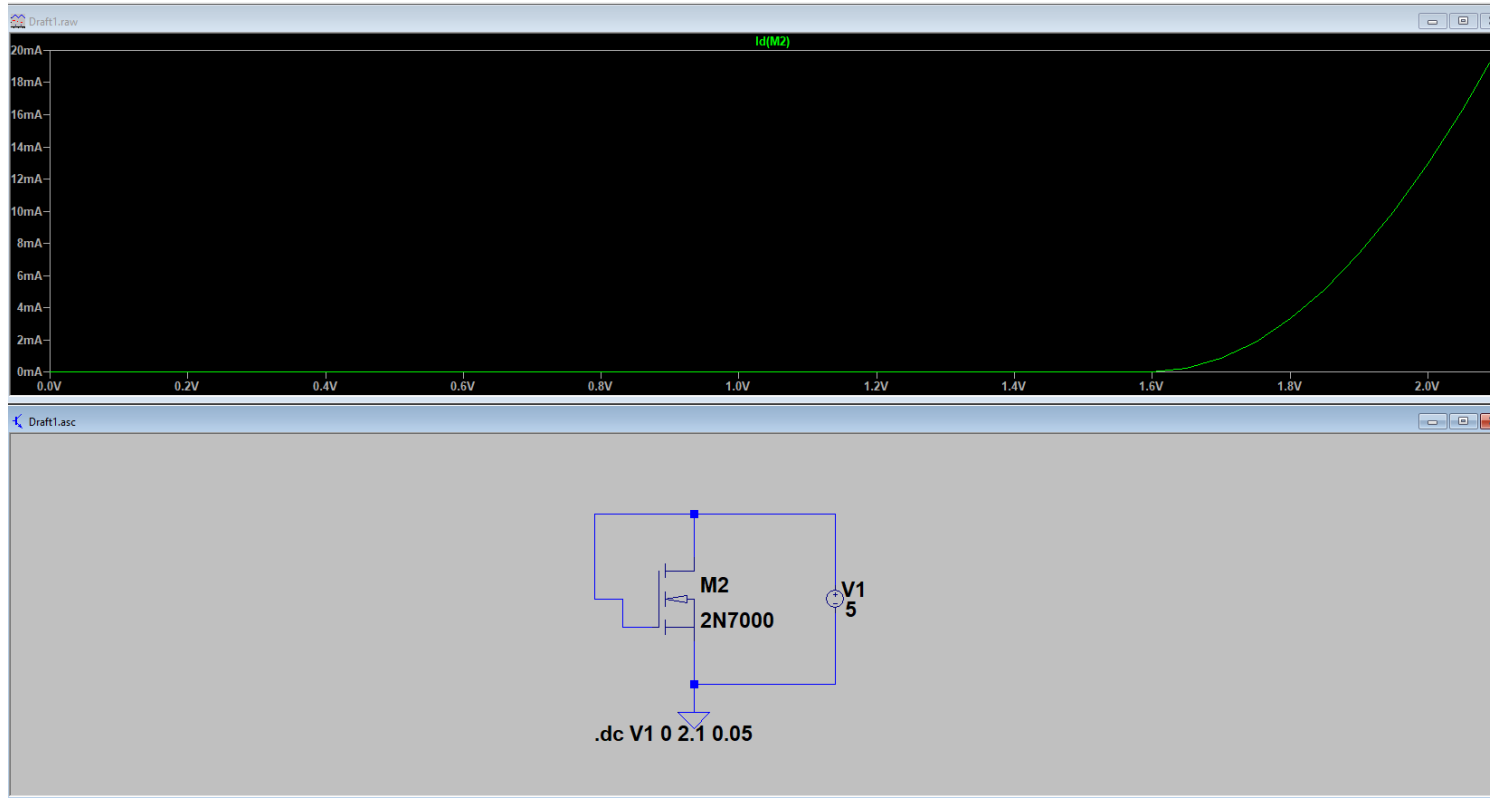 Draft1.raw
Id(M2)
20mA
18mA
16mA
14mA
12mA
10mA
8mA
6mA
4mA
2mA
0mA
0.0V 0.2V 0.4V 0.6V 0.8V 1.0V 1.2V 1.4V 1.6V 1.8V 2.0V
Draft1.asc
M2
2N7000
V1
5
.dc V1 0 2.1 0.05